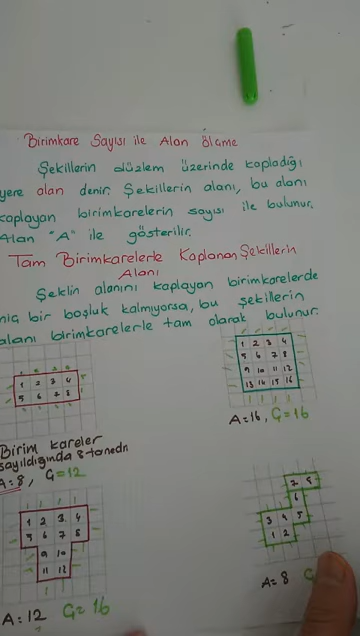 Birimkare Sayısı ile Alan Ölçme
Şekillerin düzlem üzerinde kapladığı
yere alan denir. Şekillerin alanı, bu alanı
kaplayan birimkarelerin sayısı ile bulunur.
Alan "A" ile gösterilir.
Tam Birimkarelerle Kaplanan Şekillerin
Alanı
Şeklin alanını kaplayan birimkarelerde
hiç bir boşluk kalmıyorsa, bu şekillerin
alanı birimkarelerle tam olarak bulunur.
1 2 3 4
5 6 7 8
1 2 3 4
5 6 7 8
9 10 11 12
13 14 15 16
A=16, Ç=16
Birim kareler
sayıldığında 8 tanedir
A=8, Ç=12
1 2 3 4
5 6 7 8
9 10
11 12
A=12 Ç=16
3 4 5
1 2
A=8 Ç